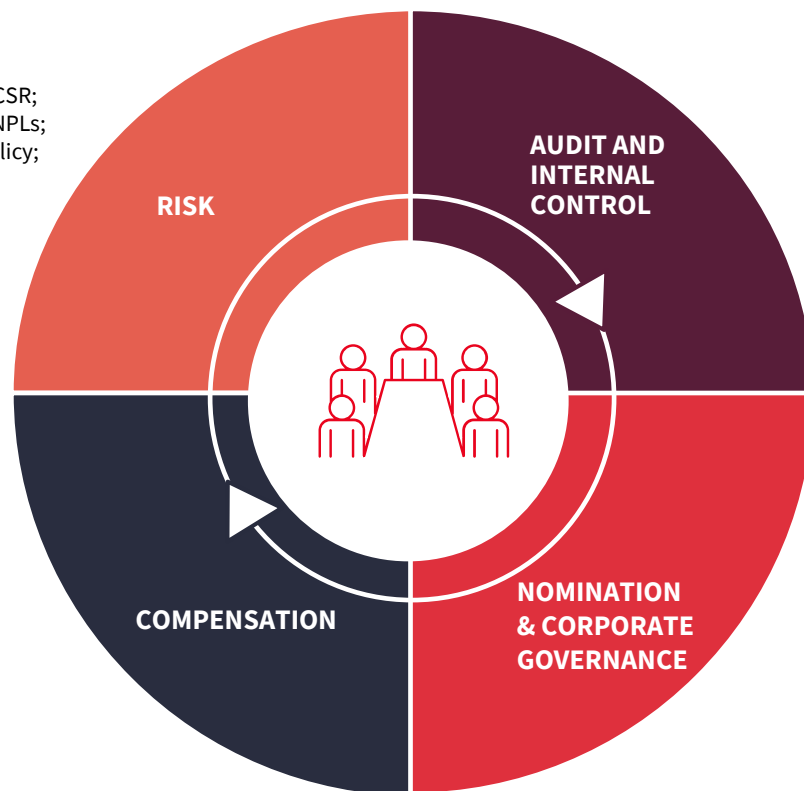 CSR;
NPLs;
licy;
RISK
AUDIT AND
INTERNAL
CONTROL
COMPENSATION
NOMINATION
& CORPORATE
GOVERNANCE